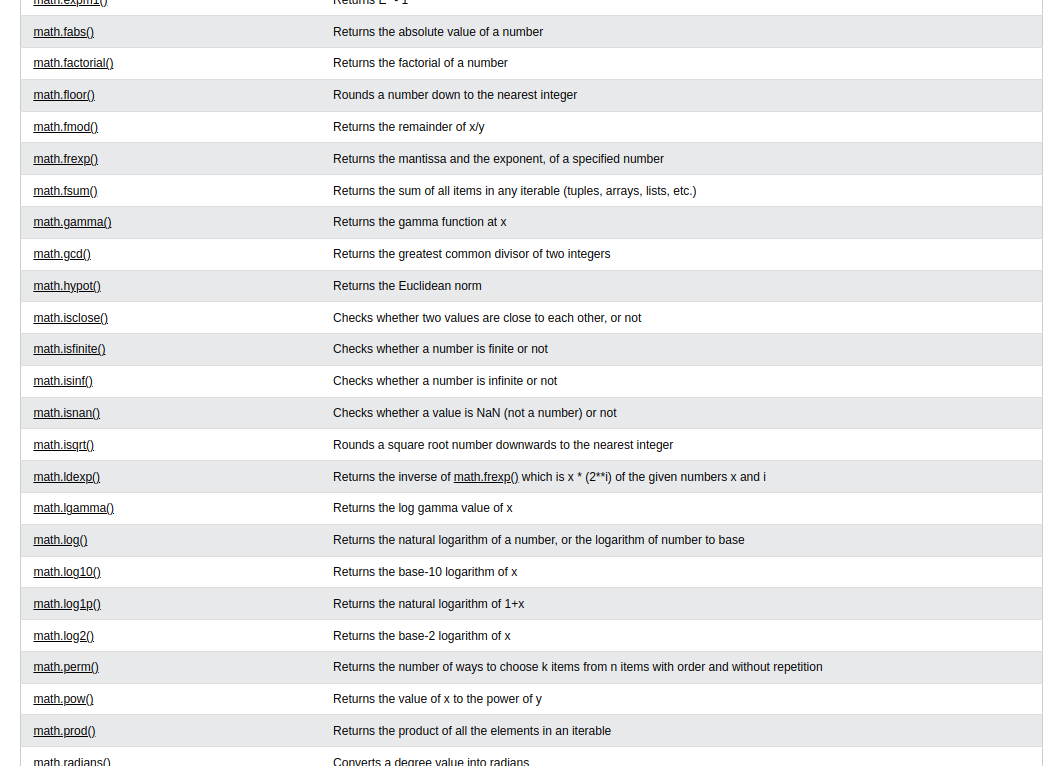 math.expm1() Returns E - 1
math.fabs() Returns the absolute value of a number
math.factorial() Returns the factorial of a number
math.floor() Rounds a number down to the nearest integer
math.fmod() Returns the remainder of x/y
math.frexp() Returns the mantissa and the exponent, of a specified number
math.fsum() Returns the sum of all items in any iterable (tuples, arrays, lists, etc.)
math.gamma() Returns the gamma function at x
math.gcd() Returns the greatest common divisor of two integers
math.hypot() Returns the Euclidean norm
math.isclose() Checks whether two values are close to each other, or not
math.isfinite() Checks whether a number is finite or not
math.isinf() Checks whether a number is infinite or not
math.isnan() Checks whether a value is NaN (not a number) or not
math.isqrt() Rounds a square root number downwards to the nearest integer
math.ldexp() Returns the inverse of math.frexp() which is x * (2**i) of the given numbers x and i
math.lgamma() Returns the log gamma value of x
math.log() Returns the natural logarithm of a number, or the logarithm of number to base
math.log10() Returns the base-10 logarithm of x
math.log1p() Returns the natural logarithm of 1+x
math.log2() Returns the base-2 logarithm of x
math.perm() Returns the number of ways to choose k items from n items with order and without repetition
math.pow() Returns the value of x to the power of y
math.prod() Returns the product of all the elements in an iterable
math.radians() Converts a degree value into radians